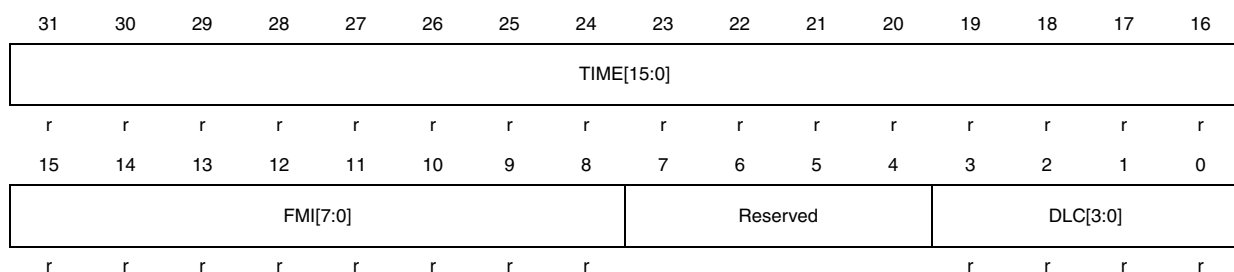 31 30 29 28 27 26 25 24 23 22 21 20 19 18 17 16
TIME[15:0]
r r r r r r r r r r r r r r r r
15 14 13 12 11 10 9 8 7 6 5 4 3 2 1 0
FMI[7:0] Reserved DLC[3:0]
r r r r r r r r r r r r